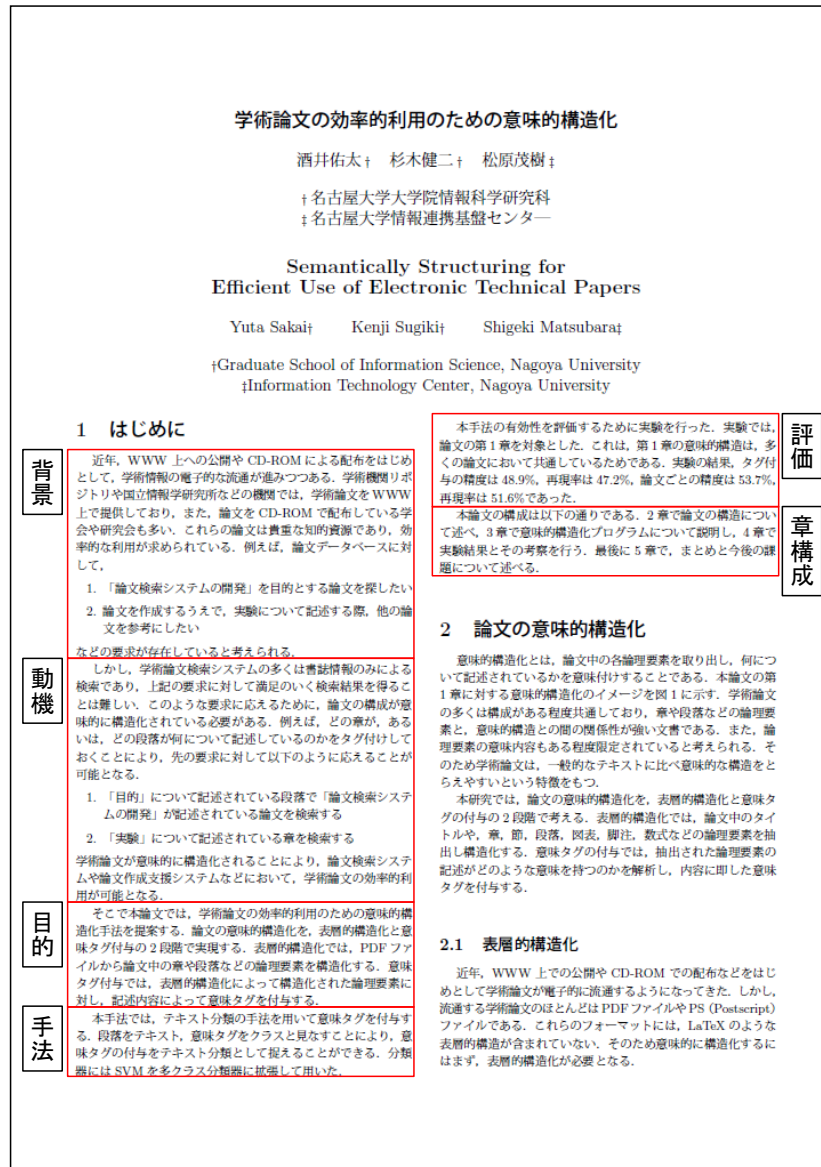 学術論文の効率的利用のための意味的構造化
酒井佑太† 杉木健二† 松原茂樹‡
†名古屋大学大学院情報科学研究科
‡名古屋大学情報連携基盤センター
Semantically Structuring for
Efficient Use of Electronic Technical Papers
Yuta Sakai† Kenji Sugiki† Shigeki Matsubara‡
†Graduate School of Information Science, Nagoya University
‡Information Technology Center, Nagoya University
1 はじめに
背景
近年，WWW 上への公開や CD-ROM による配布をはじめ
として，学術情報の電子的な流通が進みつつある．学術機関リポ
ジトリや国立情報学研究所などの機関では，学術論文を WWW
上で提供しており，また，論文を CD-ROM で配布している学
会や研究会も多い．これらの論文は貴重な知的資源であり，効
率的な利用が求められている．例えば，論文データベースに対
して，
1. 「論文検索システムの開発」を目的とする論文を探したい
2. 論文を作成するうえで，実験について記述する際，他の論
文を参考にしたい
などの要求が存在していると考えられる．
動機
しかし，学術論文検索システムの多くは書誌情報のみによる
検索であり，上記の要求に対して満足のいく検索結果を得るこ
とは難しい．このような要求に応えるために，論文の構成が意
味的に構造化されている必要がある．例えば，どの章が，ある
いは，どの段落が何について記述しているのかをタグ付けして
おくことにより，先の要求に対して以下のように応えることが
可能となる．
1. 「目的」について記述されている段落で「論文検索システ
ムの開発」が記述されている論文を検索する
2. 「実験」について記述されている章を検索する
学術論文が意味的に構造化されることにより，論文検索システ
ムや論文作成支援システムなどにおいて，学術論文の効率的利
用が可能となる．
目的
そこで本論文では，学術論文の効率的利用のための意味的構
造化手法を提案する．論文の意味的構造化を，表層的構造化と意
味タグ付与の 2 段階で実現する．表層的構造化では，PDF ファ
イルから論文中の章や段落などの論理要素を構造化する．意味
タグ付与では，表層的構造化によって構造化された論理要素に
対し，記述内容によって意味タグを付与する．
手法
本手法では，テキスト分類の手法を用いて意味タグを付与す
る．段落をテキスト，意味タグをクラスと見なすことにより，意
味タグの付与をテキスト分類として捉えることができる．分類
器には SVM を多クラス分類器に拡張して用いた．
評価
本手法の有効性を評価するために実験を行った．実験では，
論文の第 1 章を対象とした．これは，第 1 章の意味的構造は，多
くの論文において共通しているためである．実験の結果，タグ付
与の精度は 48.9%，再現率は 47.2%，論文ごとの精度は 53.7%，
再現率は 51.6%であった．
章構成
本論文の構成は以下の通りである．2 章で論文の構造につい
て述べ，3 章で意味的構造化プログラムについて説明し，4 章で
実験結果とその考察を行う．最後に 5 章で，まとめと今後の課
題について述べる．
2 論文の意味的構造化
意味的構造化とは，論文中の各論理要素を取り出し，何につ
いて記述されているかを意味付けすることである．本論文の第
1 章に対する意味的構造化のイメージを図 1 に示す．学術論文
の多くは構成がある程度共通しており，章や段落などの論理要
素と，意味的構造との間の関係性が強い文書である．また，論
理要素の意味内容もある程度限定されていると考えられる．そ
のため学術論文は，一般的なテキストに比べ意味的な構造をと
らえやすいという特徴をもつ．
本研究では，論文の意味的構造化を，表層的構造化と意味タ
グの付与の 2 段階で考える．表層的構造化では，論文中のタイ
トルや，章，節，段落，図表，脚注，数式などの論理要素を抽
出し構造化する．意味タグの付与では，抽出された論理要素の
記述がどのような意味を持つのかを解析し，内容に即した意味
タグを付与する．
2.1 表層的構造化
近年，WWW 上での公開や CD-ROM での配布などをはじ
めとして学術論文が電子的に流通するようになってきた．しかし，
流通する学術論文のほとんどは PDF ファイルや PS (Postscript)
ファイルである．これらのフォーマットには，LaTeX のような
表層的構造が含まれていない．そのため意味的に構造化するに
はまず，表層的構造化が必要となる．